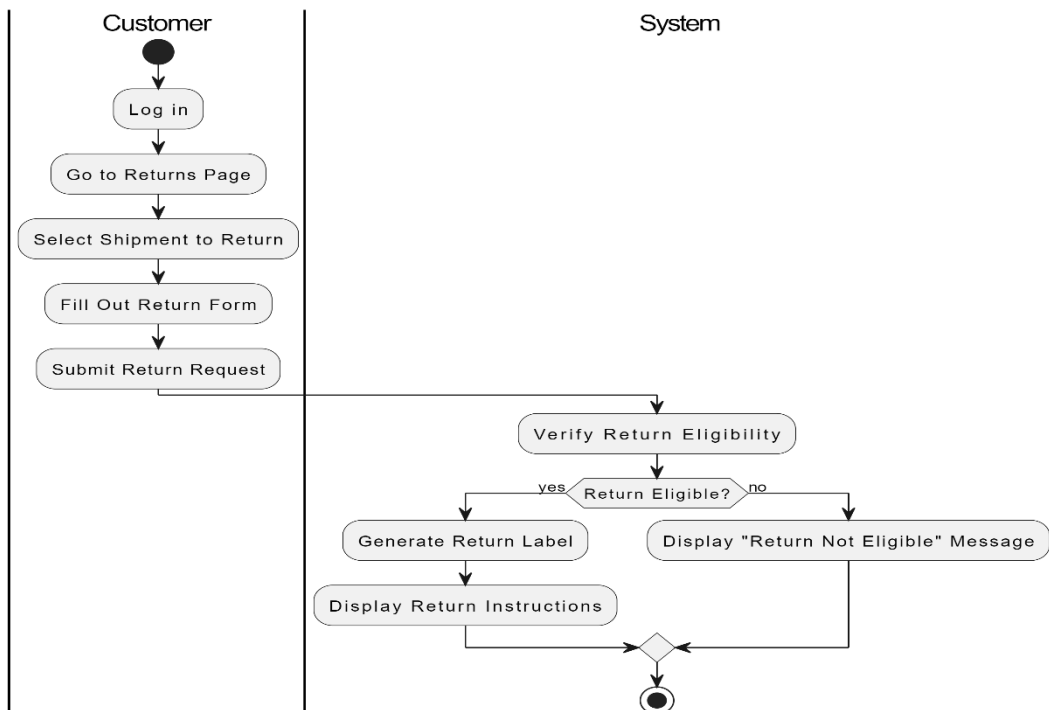 Customer
System
Log in
Go to Returns Page
Select Shipment to Return
Fill Out Return Form
Submit Return Request
Verify Return Eligibility
yes
Return Eligible?
no
Generate Return Label
Display "Return Not Eligible" Message
Display Return Instructions